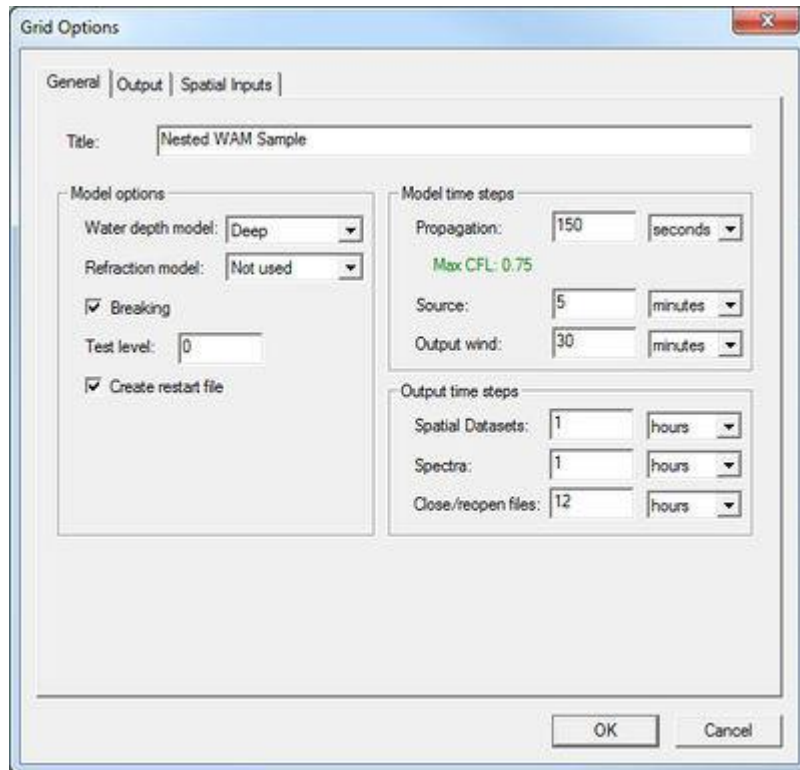 Grid Options
General
Output
Spatial Inputs
Title:
Nested WAM Sample
Model options
Water depth model:
Deep
Refraction model:
Not used
Breaking
Test level:
0
Create restart file
Model time steps
Propagation:
150
seconds
Max CFL: 0.75
Source:
5
minutes
Output wind:
30
minutes
Output time steps
Spatial Datasets:
1
hours
Spectra:
1
hours
Close/reopen files:
12
hours
OK
Cancel